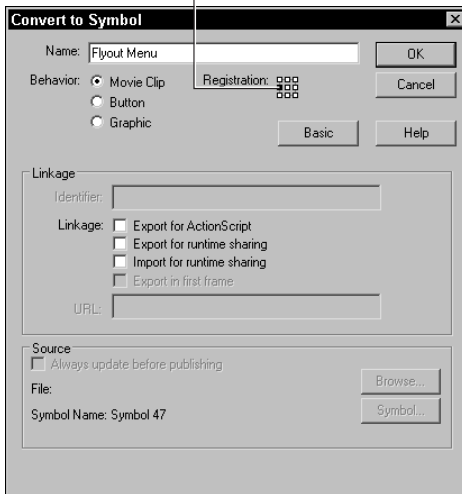 Convert to Symbol
Name: Flyout Menu
OK
Behavior: Movie Clip
Registration:
Cancel
Button
Graphic
Basic
Help
Linkage
Identifier:
Linkage: Export for ActionScript
Export for runtime sharing
Import for runtime sharing
Export in first frame
URL:
Source
Always update before publishing
File:
Browse...
Symbol Name: Symbol 47
Symbol...